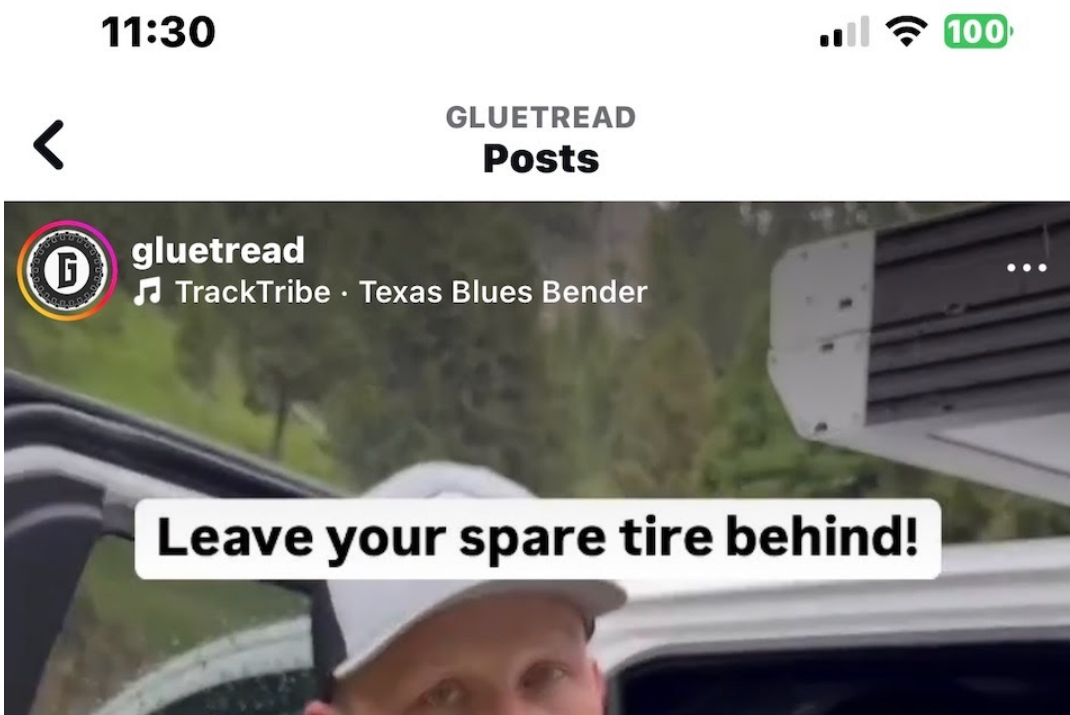 11:30
100
GLUETREAD
Posts
G
gluetread
TrackTribe · Texas Blues Bender
Leave your spare tire behind!